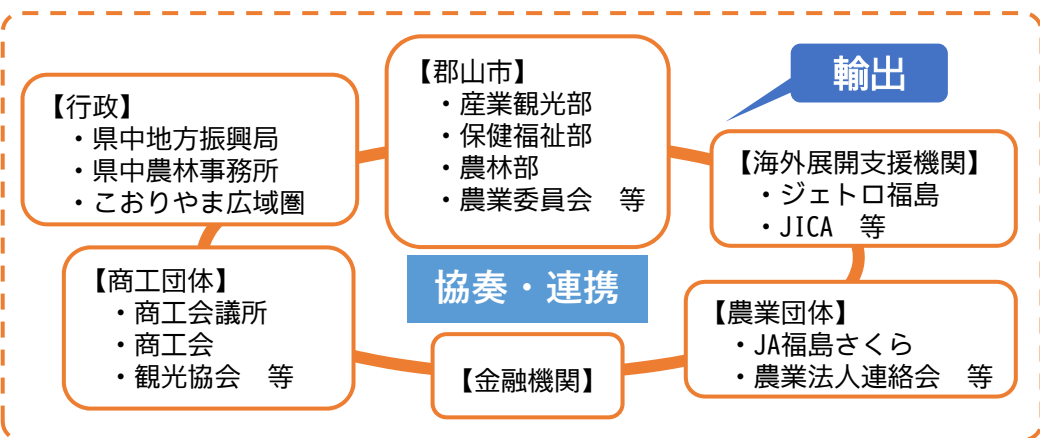 【郡山市】
・産業観光部
・保健福祉部
・農林部
・農業委員会　等
輸出
【行政】
・県中地方振興局
・県中農林事務所
・こおりやま広域圏
【海外展開支援機関】
・ジェトロ福島
・JICA　等
【商工団体】
・商工会議所
・商工会
・観光協会　等
協奏・連携
【農業団体】
・JA福島さくら
・農業法人連絡会　等
【金融機関】